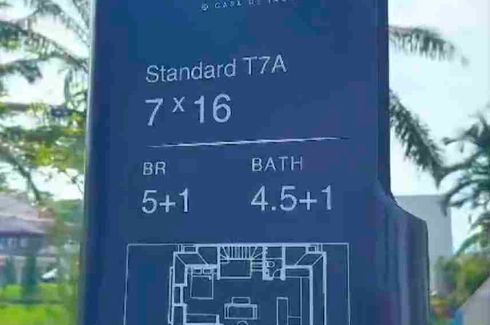 Standard T7A
7 x 16
BR BATH
5+1 4.5+1